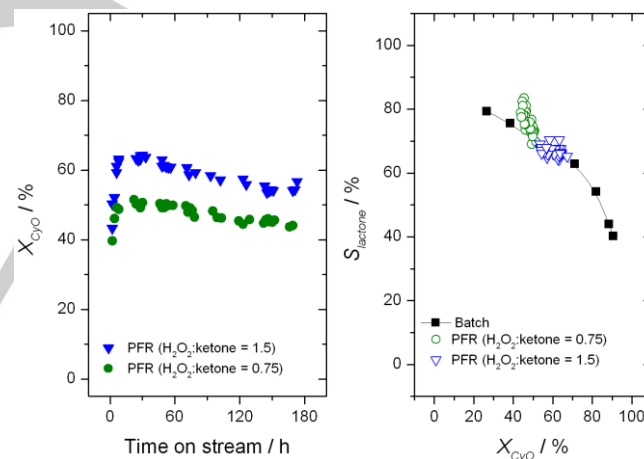 100
80
60
40
20
0
X_CyO / %
PFR (H₂O₂:ketone = 1.5)
PFR (H₂O₂:ketone = 0.75)
0 60 120 180
Time on stream / h
100
80
60
40
20
0
S_lactone / %
Batch
PFR (H₂O₂:ketone = 0.75)
PFR (H₂O₂:ketone = 1.5)
0 20 40 60 80 100
X_CyO / %